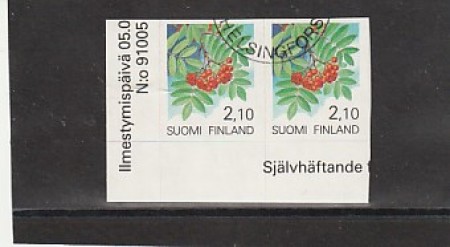 Ilmestymispäivä 05.0
N:o 91005
HELSINGFORS
2,10 2,10
SUOMI FINLAND SUOMI FINLAND
Självhäftande f